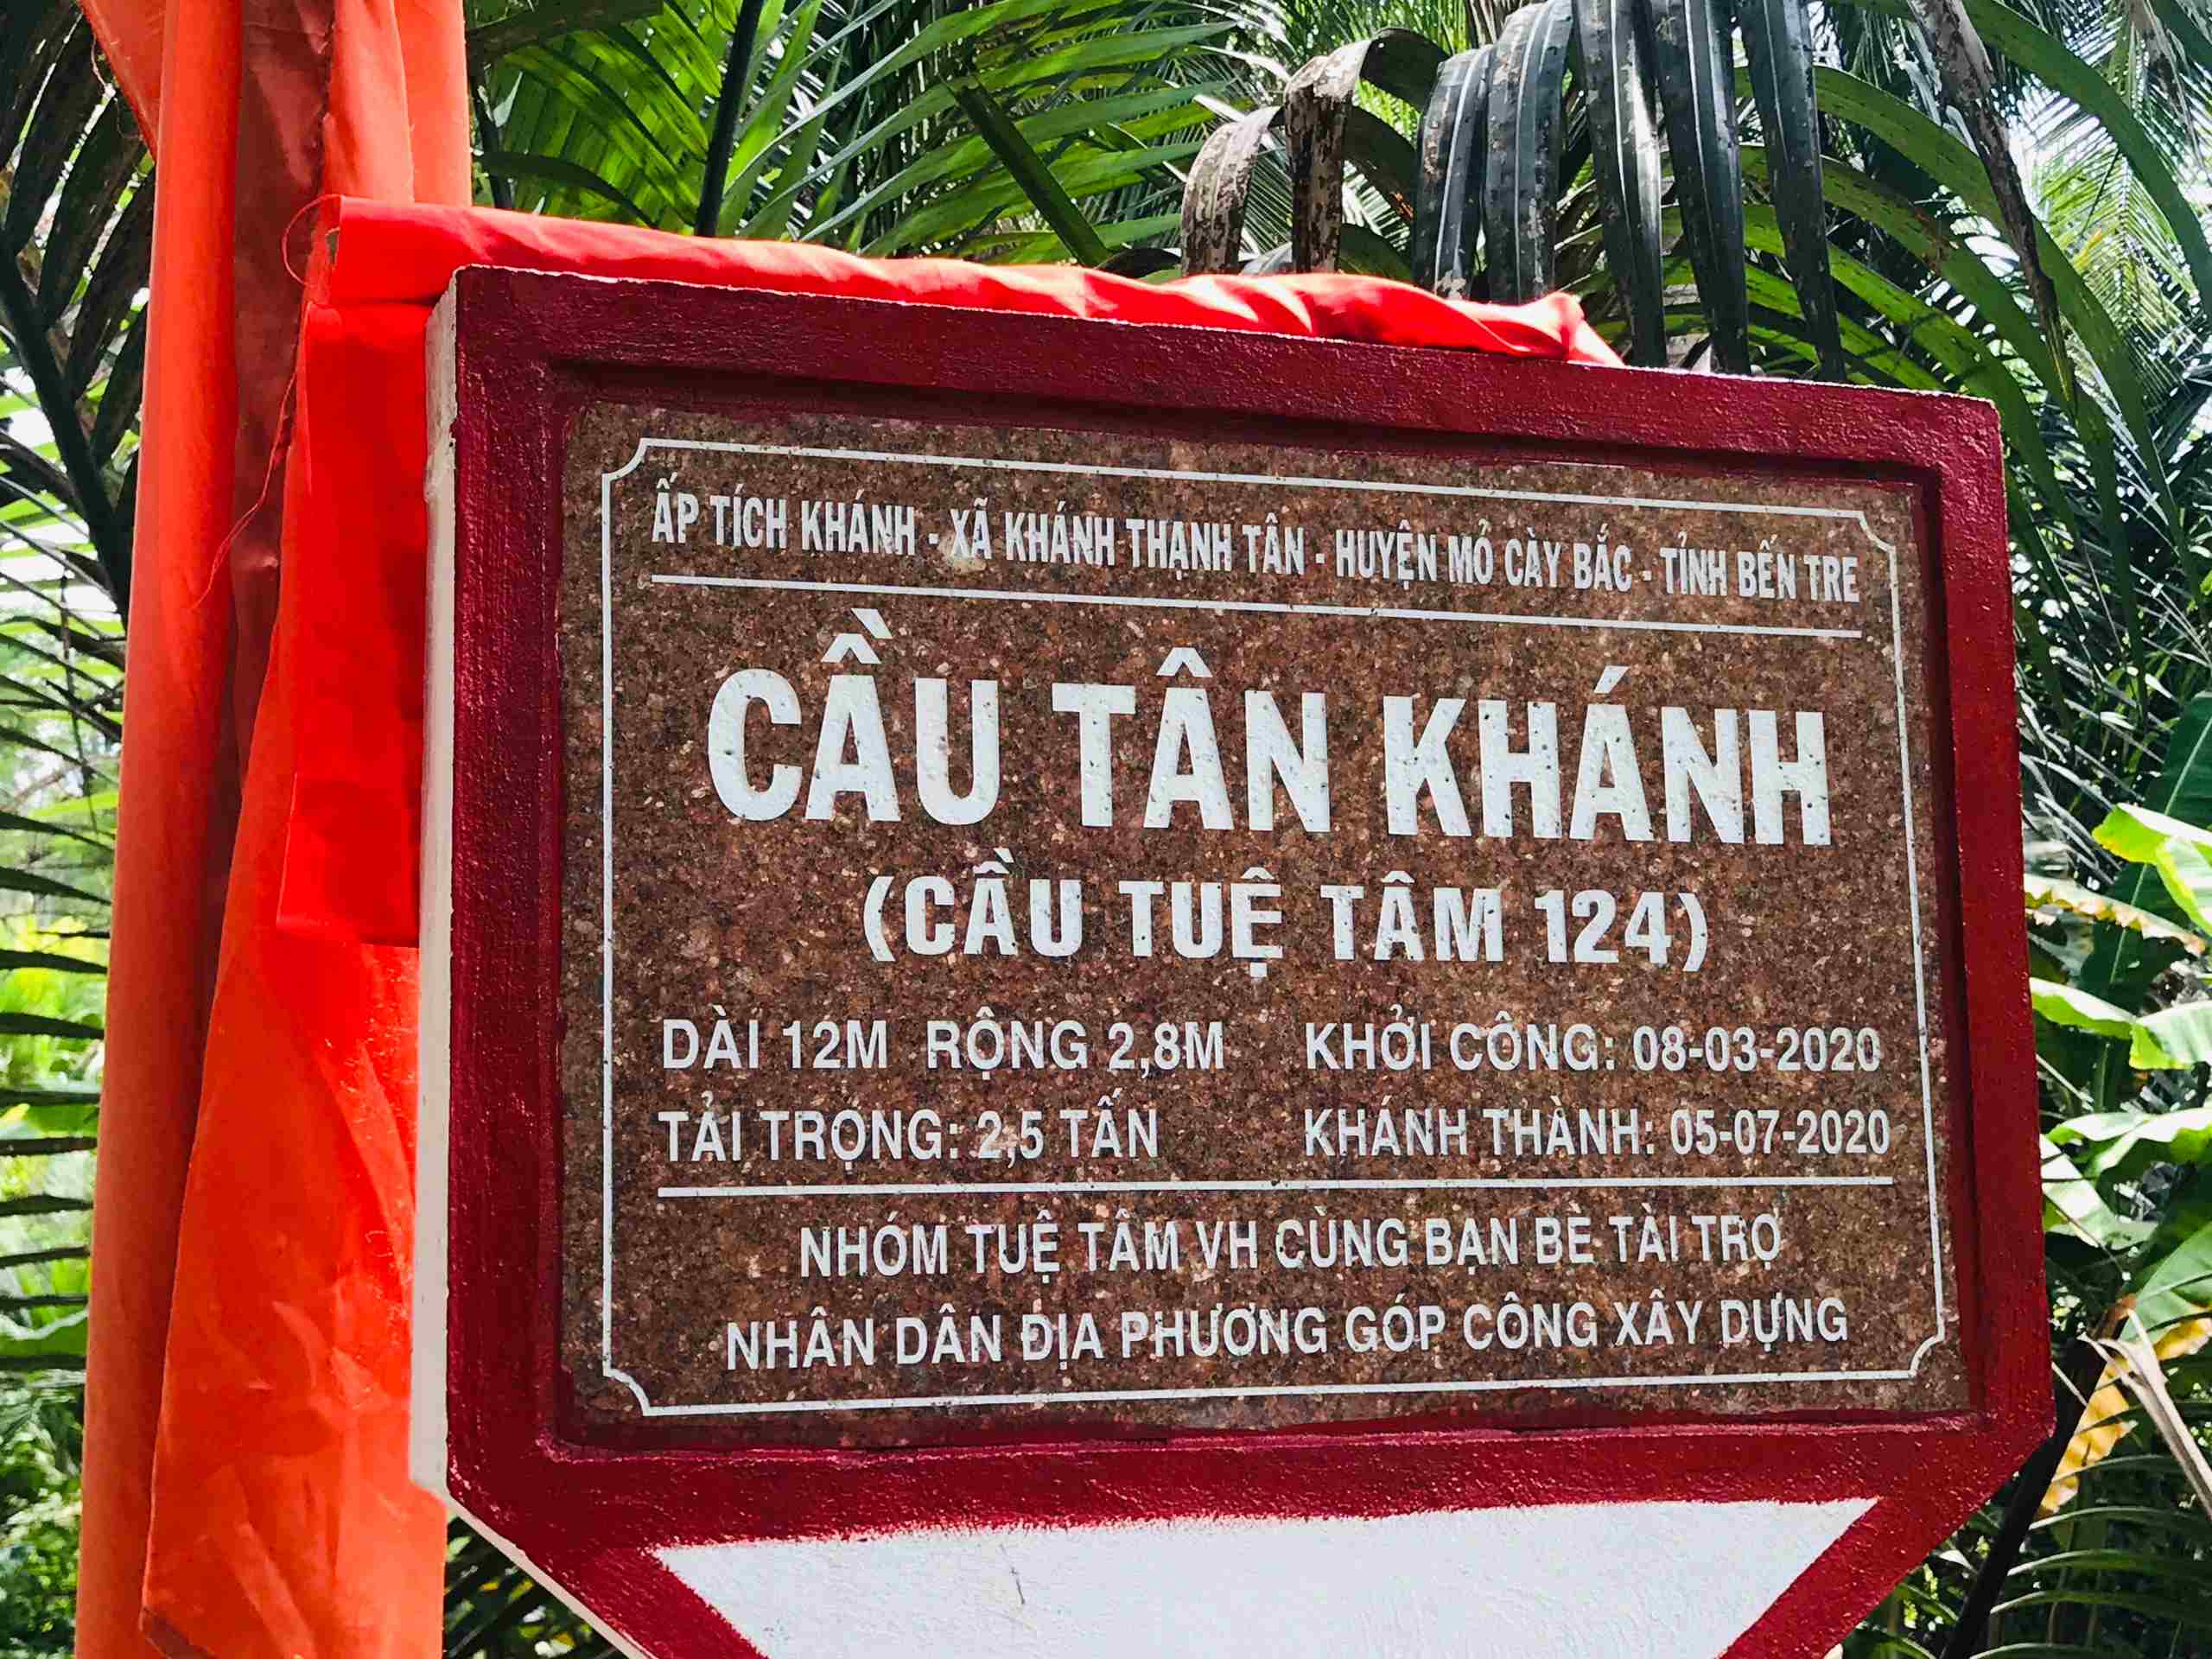 ẤP TÍCH KHÁNH - XÃ KHÁNH THẠNH TÂN - HUYỆN MỎ CÀY BẮC - TỈNH BẾN TRE
CẦU TÂN KHÁNH
(CẦU TUỆ TÂM 124)
DÀI 12M RỘNG 2,8M KHỞI CÔNG: 08-03-2020
TẢI TRỌNG: 2,5 TẤN KHÁNH THÀNH: 05-07-2020
NHÓM TUỆ TÂM VH CÙNG BẠN BÈ TÀI TRỢ
NHÂN DÂN ĐỊA PHƯƠNG GÓP CÔNG XÂY DỰNG